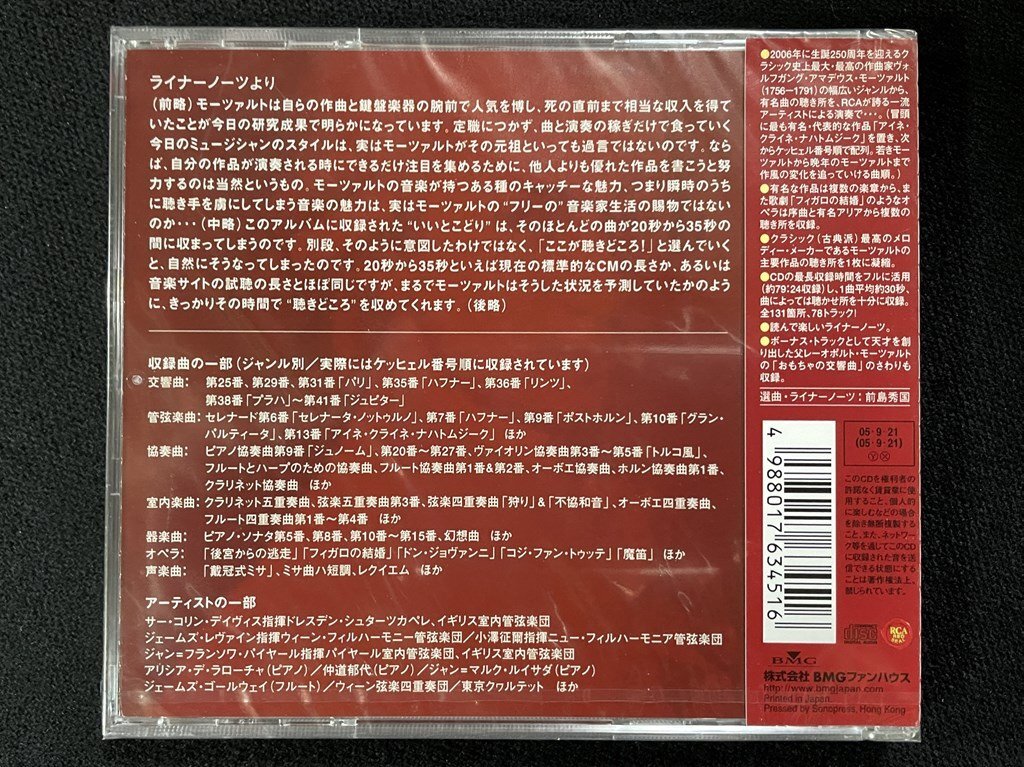 ライナーノーツより
(前略)モーツァルトは自らの作曲と鍵盤楽器の腕前で人気を博し、死の直前まで相当な収入を得て
いたことが今日の研究成果で明らかになっています。定職につかず、曲と演奏の稼ぎだけで食っていく
今日のミュージシャンのスタイルは、実はモーツァルトがその元祖といっても過言ではないのです。なら
ば、自分の作品が演奏される時にできるだけ注目を集めるために、他人よりも優れた作品を書こうと努
力するのは当然というもの。モーツァルトの音楽が持つある種のキャッチーな魅力、つまり瞬時のうち
に聴き手を虜にしてしまう音楽の魅力は、実はモーツァルトの“フリーの”音楽家生活の賜物ではない
のか・・・(中略)このアルバムに収録された“いいとこどり”は、そのほとんどの曲が20秒から35秒の
間に収まってしまうのです。別段、そのように意図したわけではなく、「ここが聴きどころ!」と選んでいく
と、自然にそうなってしまったのです。20秒から35秒といえば現在の標準的なCMの長さか、あるいは
音楽サイトの試聴の長さとほぼ同じですが、まるでモーツァルトはそうした状況を予測していたかのよう
に、きっかりその時間で“聴きどころ”を収めてくれます。(後略)
収録曲の一部(ジャンル別/実際にはケッヒェル番号順に収録されています)
交響曲: 第25番、第29番、第31番「パリ」、第35番「ハフナー」、第36番「リンツ」、
第38番「プラハ」～第41番「ジュピター」
管弦楽曲: セレナード第6番「セレナータ・ノットゥルノ」、第7番「ハフナー」、第9番「ポストホルン」、第10番「グラン・
パルティータ」、第13番「アイネ・クライネ・ナハトムジーク」 ほか
協奏曲: ピアノ協奏曲第9番「ジュノーム」、第20番～第27番、ヴァイオリン協奏曲第3番～第5番「トルコ風」、
フルートとハープのための協奏曲、フルート協奏曲第1番&第2番、オーボエ協奏曲、ホルン協奏曲第1番、
クラリネット協奏曲 ほか
室内楽曲: クラリネット五重奏曲、弦楽五重奏曲第3番、弦楽四重奏曲「狩り」&「不協和音」、オーボエ四重奏曲、
フルート四重奏曲第1番～第4番 ほか
器楽曲: ピアノ・ソナタ第5番、第8番、第10番～第15番、幻想曲 ほか
オペラ: 「後宮からの逃走」「フィガロの結婚」「ドン・ジョヴァンニ」「コジ・ファン・トゥッテ」「魔笛」 ほか
声楽曲: 「戴冠式ミサ」、ミサ曲ハ短調、レクイエム ほか
アーティストの一部
サー・コリン・デイヴィス指揮ドレスデン・シュターツカペレ、イギリス室内管弦楽団
ジェームズ・レヴァイン指揮ウィーン・フィルハーモニー管弦楽団/小澤征爾指揮ニュー・フィルハーモニア管弦楽団
ジャン=フランソワ・パイヤール指揮パイヤール室内管弦楽団、イギリス室内管弦楽団
アリシア・デ・ラローチャ(ピアノ)/仲道郁代(ピアノ)/ジャン=マルク・ルイサダ(ピアノ)
ジェームズ・ゴールウェイ(フルート)/ウィーン弦楽四重奏団/東京クヮルテット ほか
●2006年に生誕250周年を迎えるク
ラシック史上最大・最高の作曲家ヴォ
ルフガング・アマデウス・モーツァルト
(1756−1791)の幅広いジャンルから、
有名曲の聴き所を、RCAが誇る一流
アーティストによる演奏で・・・。(冒頭
に最も有名・代表的な作品「アイネ・
クライネ・ナハトムジーク」を置き、次
からケッヒェル番号順で配列。若きモ
ーツァルトから晩年のモーツァルトまで
作風の変化を追っていける曲順。)
●有名な作品は複数の楽章から、ま
た歌劇「フィガロの結婚」のようなオ
ペラは序曲と有名アリアから複数の
聴き所を収録。
●クラシック(古典派)最高のメロ
ディー・メーカーであるモーツァルトの
主要作品の聴き所を1枚に凝縮。
●CDの最長収録時間をフルに活用
(約79:24収録)し、1曲平均約30秒、
曲によっては聴かせ所を十分に収録。
全131箇所、78トラック!
●読んで楽しいライナーノーツ。
●ボーナス・トラックとして天才を創
り出した父レーオポルト・モーツァルト
の「おもちゃの交響曲」のさわりも
収録。
選曲・ライナーノーツ:前島秀国
4 988017 634516
05・9・21
(05・9・21)
Ⓨ Ⓧ
このCDを権利者の
許諾なく賃貸業に使
用すること、個人的
に楽しむなどの場合
を除き無断複製する
こと、また、ネットワー
ク等を通じてこのCD
に収録された音を送
信できる状態にする
ことは著作権法上、
禁じられています。
COMPACT
disc
DIGITAL AUDIO
RCA
RED
SEAL
BMG
株式会社 BMGファンハウス
http://www.bmgjapan.com
Printed in Japan.
Pressed by Sonopress, Hong Kong